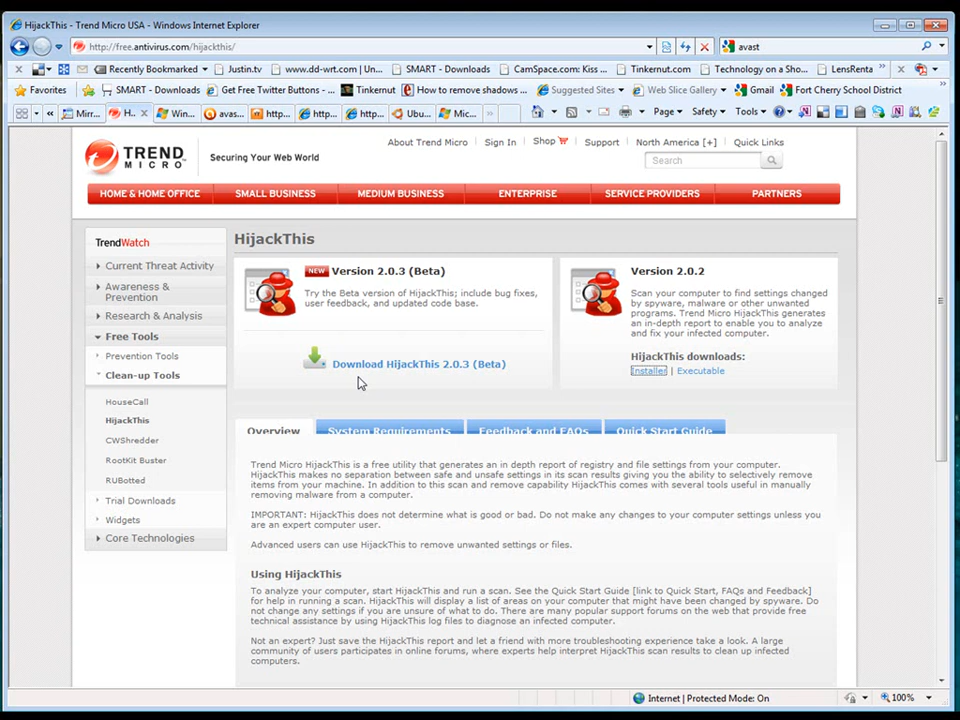 HijackThis - Trend Micro USA - Windows Internet Explorer
http://free.antivirus.com/hijackthis/
avast
Recently Bookmarked
Justin.tv
www.dd-wrt.com | Un...
SMART - Downloads
CamSpace.com: Kiss ...
Tinkernut.com
Technology on a Sho...
LensRenta
Favorites
SMART - Downloads
Get Free Twitter Buttons - ...
Tinkernut
How to remove shadows ...
Suggested Sites
Web Slice Gallery
Gmail
Fort Cherry School District
Mirr...
H...
Win...
avas...
http...
http...
http...
Ubu...
Mic...
Page
Safety
Tools
TREND
MICRO
Securing Your Web World
About Trend Micro
Sign In
Shop
Support
North America [+]
Quick Links
Search
HOME & HOME OFFICE
SMALL BUSINESS
MEDIUM BUSINESS
ENTERPRISE
SERVICE PROVIDERS
PARTNERS
TrendWatch
Current Threat Activity
Awareness &
Prevention
Research & Analysis
Free Tools
Prevention Tools
Clean-up Tools
HouseCall
HijackThis
CWShredder
RootKit Buster
RUBotted
Trial Downloads
Widgets
Core Technologies
HijackThis
NEW Version 2.0.3 (Beta)
Try the Beta version of HijackThis; include bug fixes,
user feedback, and updated code base.
Download HijackThis 2.0.3 (Beta)
Version 2.0.2
Scan your computer to find settings changed
by spyware, malware or other unwanted
programs. Trend Micro HijackThis generates
an in-depth report to enable you to analyze
and fix your infected computer.
HijackThis downloads:
Installer | Executable
Overview
System Requirements
Feedback and FAQs
Quick Start Guide
Trend Micro HijackThis is a free utility that generates an in depth report of registry and file settings from your computer.
HijackThis makes no separation between safe and unsafe settings in its scan results giving you the ability to selectively remove
items from your machine. In addition to this scan and remove capability HijackThis comes with several tools useful in manually
removing malware from a computer.
IMPORTANT: HijackThis does not determine what is good or bad. Do not make any changes to your computer settings unless you
are an expert computer user.
Advanced users can use HijackThis to remove unwanted settings or files.
Using HijackThis
To analyze your computer, start HijackThis and run a scan. See the Quick Start Guide [link to Quick Start, FAQs and Feedback]
for help in running a scan. HijackThis will display a list of areas on your computer that might have been changed by spyware. Do
not change any settings if you are unsure of what to do. There are many popular support forums on the web that provide free
technical assistance by using HijackThis log files to diagnose an infected computer.
Not an expert? Just save the HijackThis report and let a friend with more troubleshooting experience take a look. A large
community of users participates in online forums, where experts help interpret HijackThis scan results to clean up infected
computers.
Internet | Protected Mode: On
100%